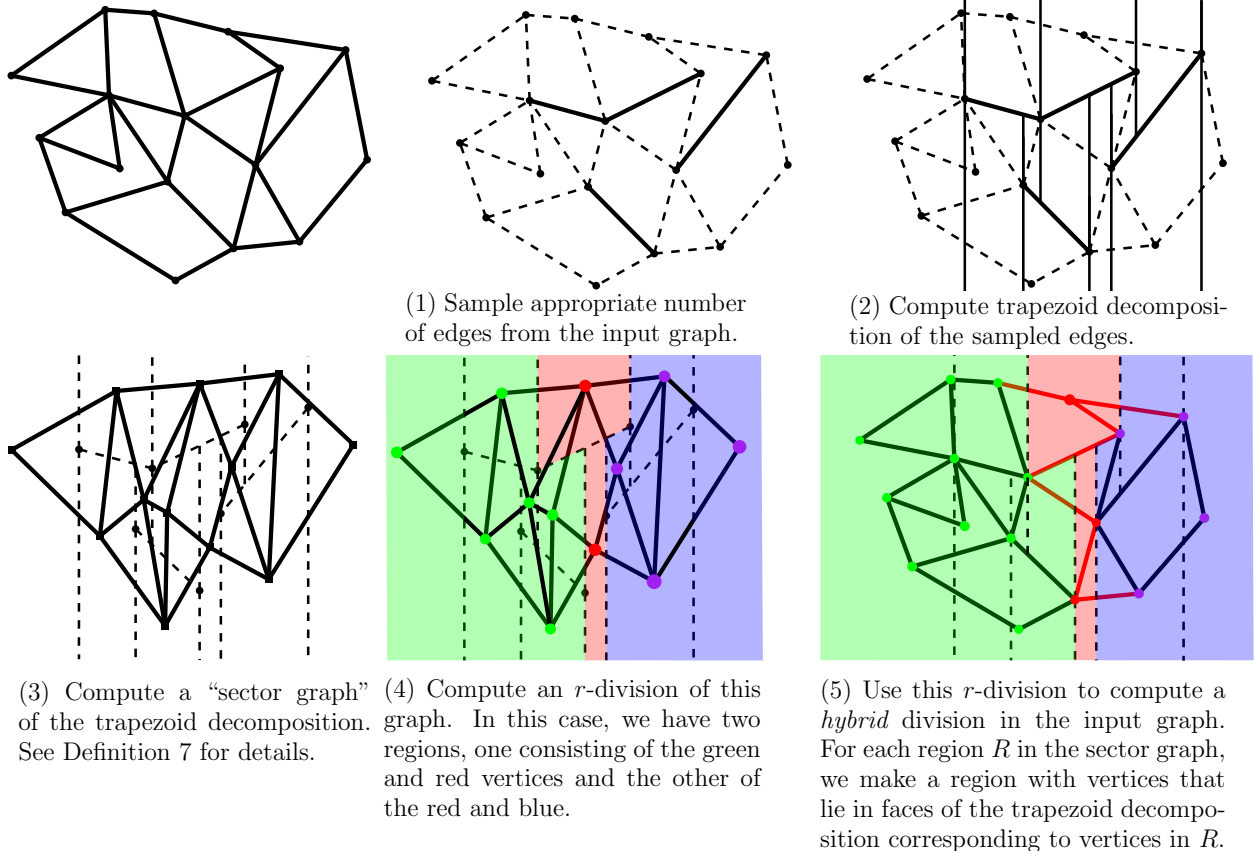 (1) Sample appropriate number
of edges from the input graph.
(2) Compute trapezoid decomposi-
tion of the sampled edges.
(3) Compute a “sector graph”
of the trapezoid decomposition.
See Definition 7 for details.
(4) Compute an r-division of this
graph. In this case, we have two
regions, one consisting of the green
and red vertices and the other of
the red and blue.
(5) Use this r-division to compute a
hybrid division in the input graph.
For each region R in the sector graph,
we make a region with vertices that
lie in faces of the trapezoid decompo-
sition corresponding to vertices in R.